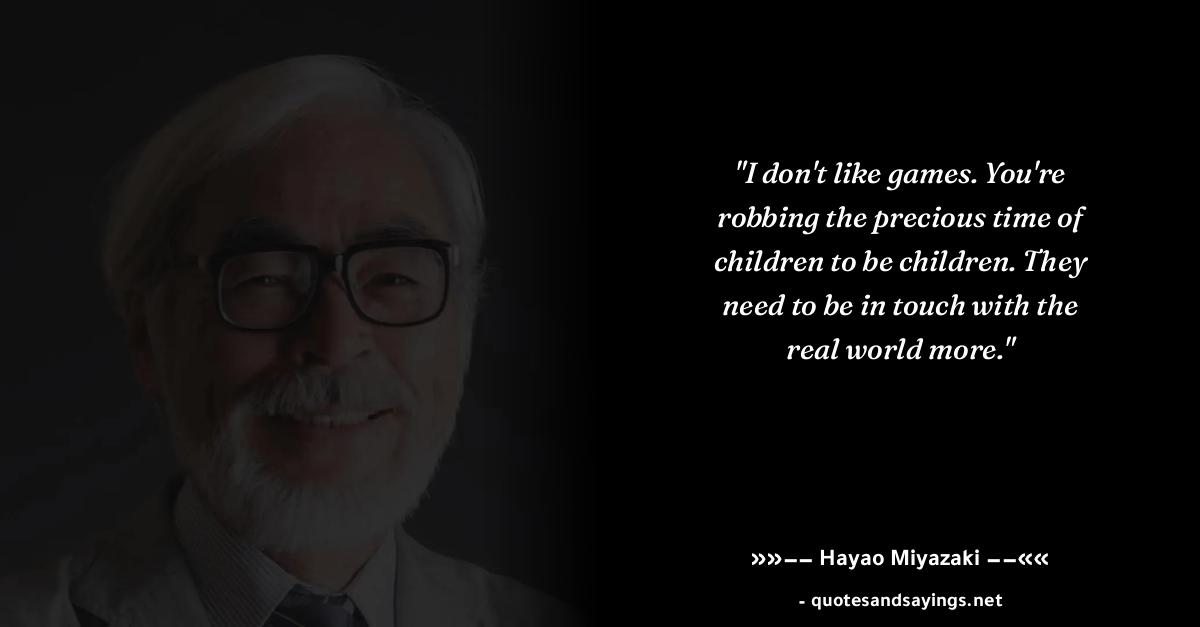 "I don't like games. You're
robbing the precious time of
children to be children. They
need to be in touch with the
real world more."
»»−− Hayao Miyazaki −−««
- quotesandsayings.net